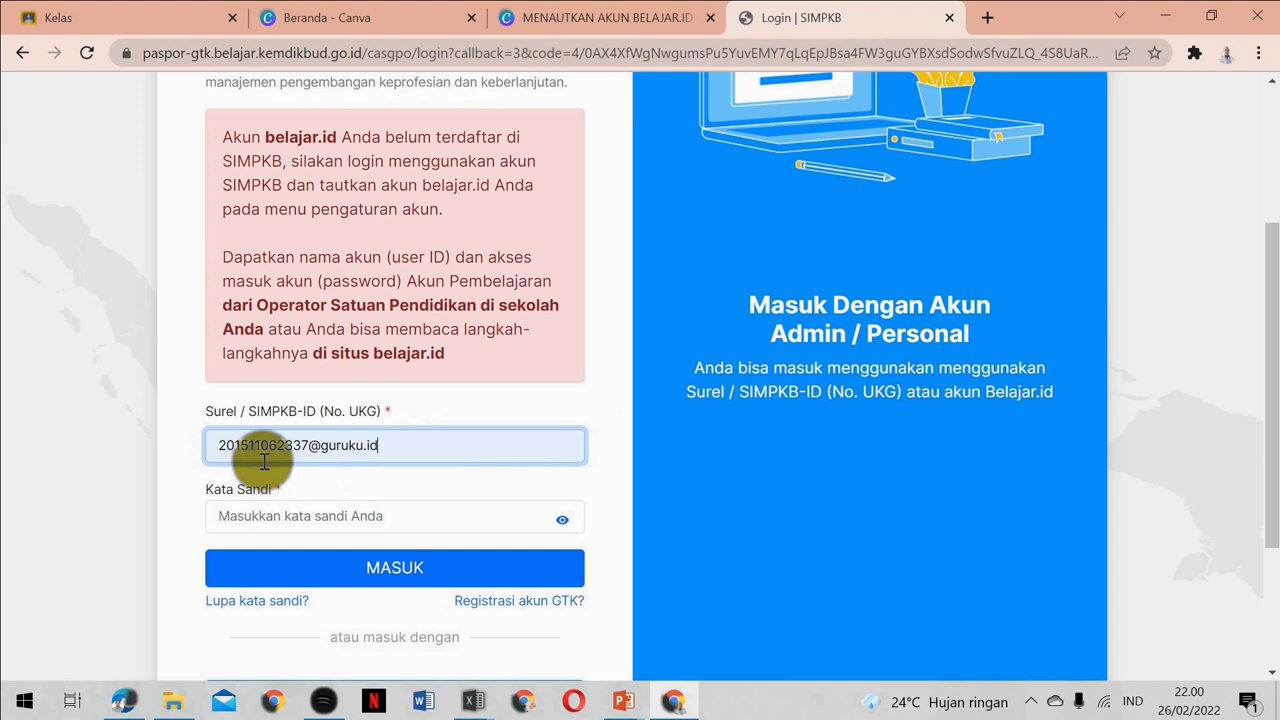 Kelas
Beranda - Canva
MENAUTKAN AKUN BELAJAR.ID
Login | SIMPKB
paspor-gtk.belajar.kemdikbud.go.id/casgpo/login?callback=3&code=4/0AX4XfWgNwgumsPu5YuvEMY7qLqEpJBsa4FW3guGYBXsdSodwSfvuZLQ_4S8UaR...
manajemen pengembangan keprofesian dan keberlanjutan.
Akun belajar.id Anda belum terdaftar di
SIMPKB, silakan login menggunakan akun
SIMPKB dan tautkan akun belajar.id Anda
pada menu pengaturan akun.
Dapatkan nama akun (user ID) dan akses
masuk akun (password) Akun Pembelajaran
dari Operator Satuan Pendidikan di sekolah
Anda atau Anda bisa membaca langkah-
langkahnya di situs belajar.id
Surel / SIMPKB-ID (No. UKG) *
201511062337@guruku.id
Kata Sandi *
Masukkan kata sandi Anda
MASUK
Lupa kata sandi?
Registrasi akun GTK?
atau masuk dengan
Masuk Dengan Akun
Admin / Personal
Anda bisa masuk menggunakan menggunakan
Surel / SIMPKB-ID (No. UKG) atau akun Belajar.id
24°C Hujan ringan
IND
22.00
26/02/2022
1